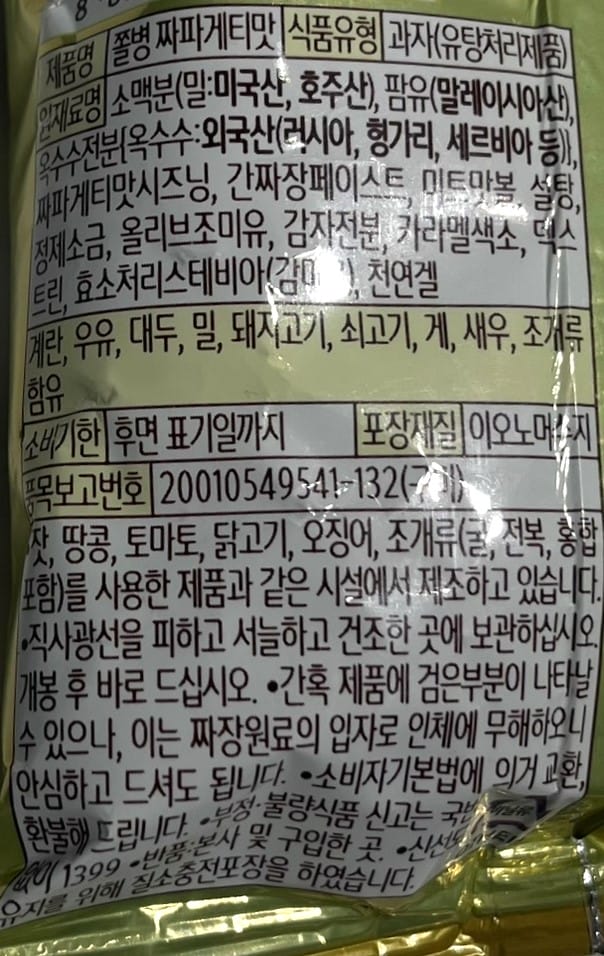 제품명 쫄병 짜파게티맛 식품유형 과자(유탕처리제품)
원재료명 소맥분(밀:미국산, 호주산), 팜유(말레이시아산),
옥수수전분{옥수수:외국산(러시아, 헝가리, 세르비아 등)},
짜파게티맛시즈닝, 간짜장페이스트, 미트맛볼, 설탕,
정제소금, 올리브조미유, 감자전분, 카라멜색소, 덱스
트린, 효소처리스테비아(감미료), 천연겔
계란, 우유, 대두, 밀, 돼지고기, 쇠고기, 게, 새우, 조개류
함유
소비기한 후면 표기일까지 포장재질 이오노머수지
품목보고번호 20010549541-132(구미)
잣, 땅콩, 토마토, 닭고기, 오징어, 조개류(굴, 전복, 홍합
포함)를 사용한 제품과 같은 시설에서 제조하고 있습니다.
•직사광선을 피하고 서늘하고 건조한 곳에 보관하십시오.
개봉 후 바로 드십시오. •간혹 제품에 검은부분이 나타날
수 있으나, 이는 짜장원료의 입자로 인체에 무해하오니
안심하고 드셔도 됩니다. •소비자기본법에 의거 교환,
환불해 드립니다. •부정·불량식품 신고는 국번
없이 1399 •반품:본사 및 구입한 곳. •신선도
유지를 위해 질소충전포장을 하였습니다.